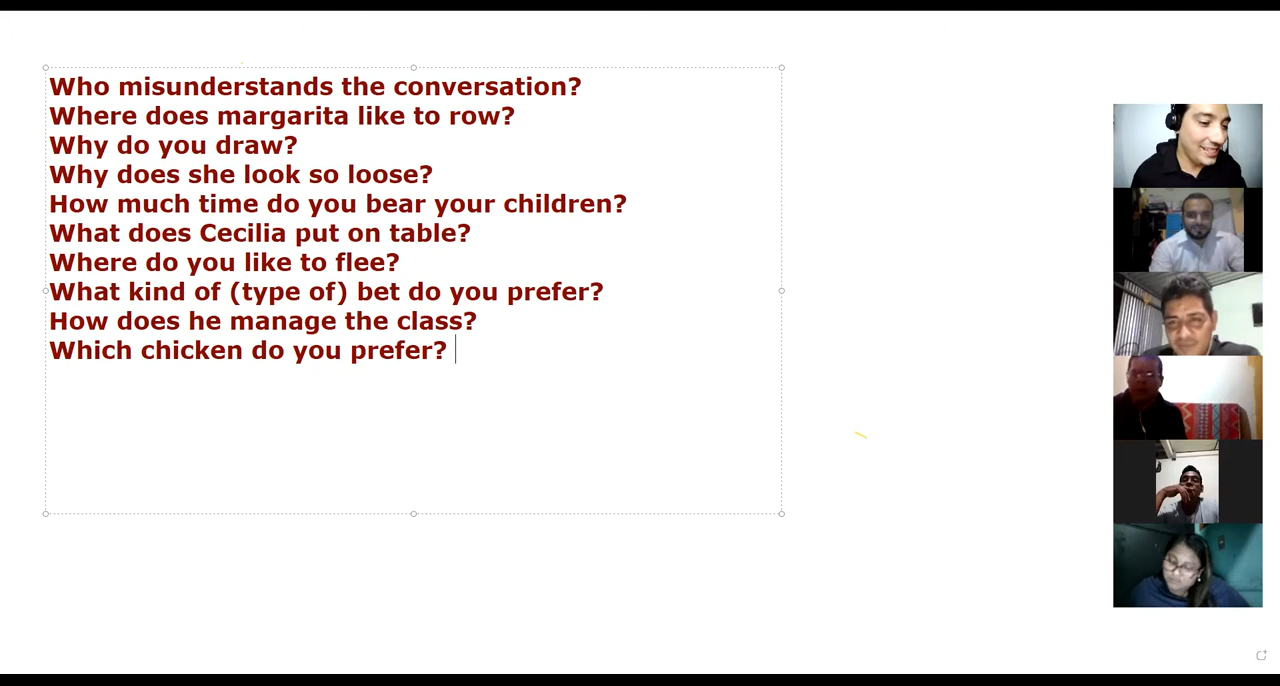 Who misunderstands the conversation?
Where does margarita like to row?
Why do you draw?
Why does she look so loose?
How much time do you bear your children?
What does Cecilia put on table?
Where do you like to flee?
What kind of (type of) bet do you prefer?
How does he manage the class?
Which chicken do you prefer?